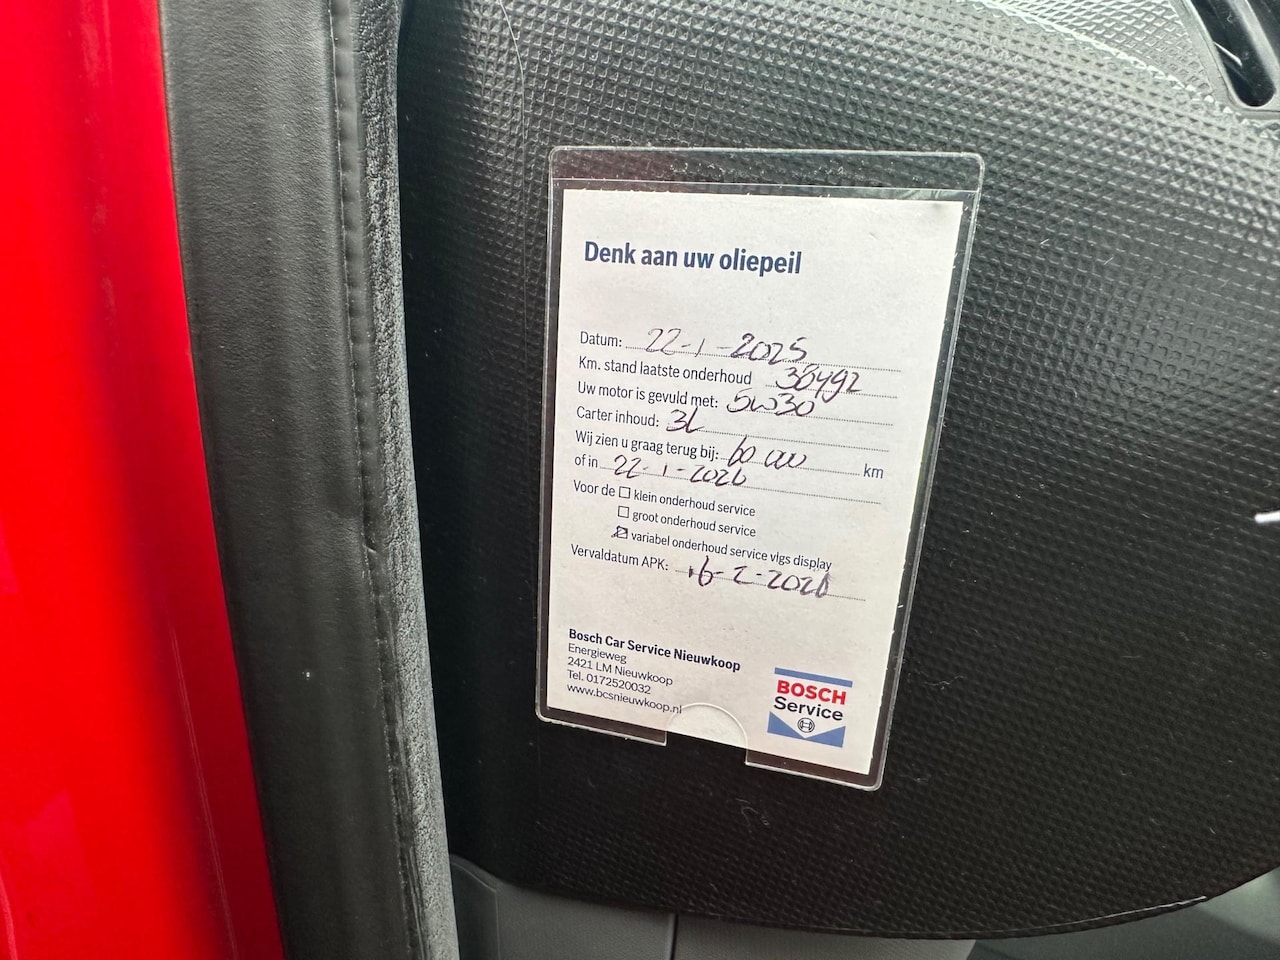 Denk aan uw oliepeil
Datum: 22-1-2025
Km. stand laatste onderhoud 30492
Uw motor is gevuld met: 5w30
Carter inhoud: 3L
Wij zien u graag terug bij: 60 000 km
of in 22-1-2026
Voor de klein onderhoud service
groot onderhoud service
variabel onderhoud service vlgs display
Vervaldatum APK: 16-2-2026
Bosch Car Service Nieuwkoop
Energieweg
2421 LM Nieuwkoop
Tel. 0172520032
www.bcsnieuwkoop.nl
BOSCH
Service